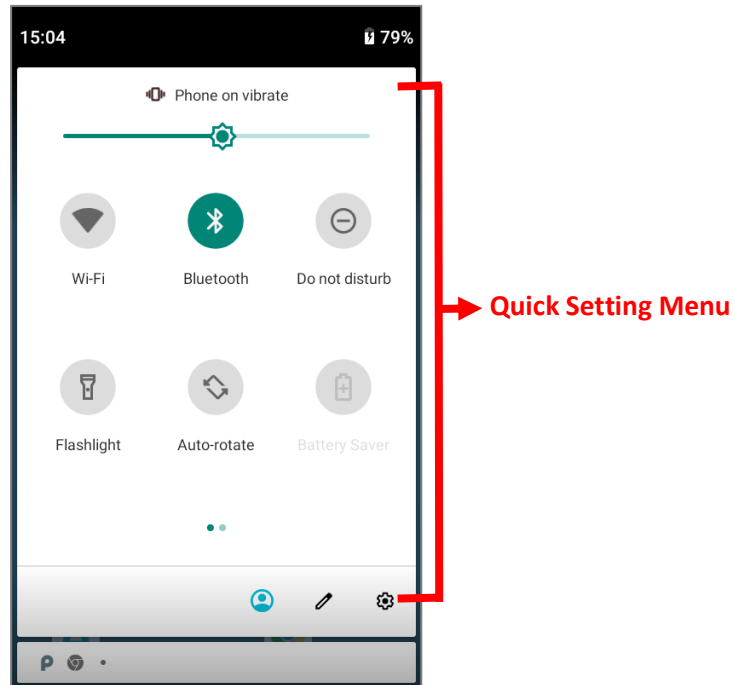 15:04 79%
Phone on vibrate
Wi-Fi Bluetooth Do not disturb
Quick Setting Menu
Flashlight Auto-rotate Battery Saver